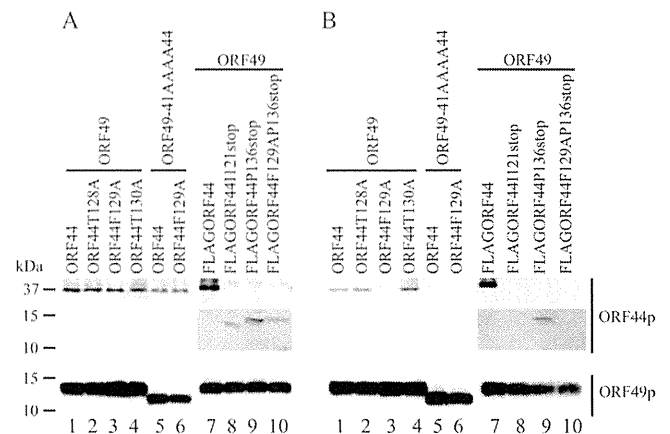 A
B
ORF49
ORF49-41AAAA44
ORF49
ORF49
ORF49-41AAAA44
ORF49
ORF44
ORF44T128A
ORF44F129A
ORF44T130A
ORF44
ORF44F129A
FLAGORF44
FLAGORF44I121stop
FLAGORF44P136stop
FLAGORF44F129AP136stop
ORF44
ORF44T128A
ORF44F129A
ORF44T130A
ORF44
ORF44F129A
FLAGORF44
FLAGORF44I121stop
FLAGORF44P136stop
FLAGORF44F129AP136stop
kDa
37
15
10
15
10
ORF44p
ORF49p
1 2 3 4 5 6 7 8 9 10
1 2 3 4 5 6 7 8 9 10